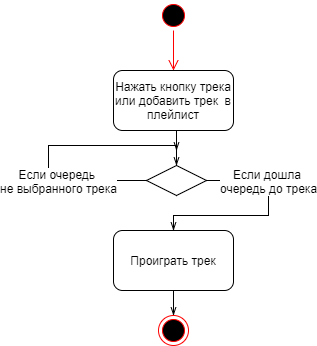 Нажать кнопку трека
или добавить трек в
плейлист
Если очередь
не выбранного трека
Если дошла
очередь до трека
Проиграть трек